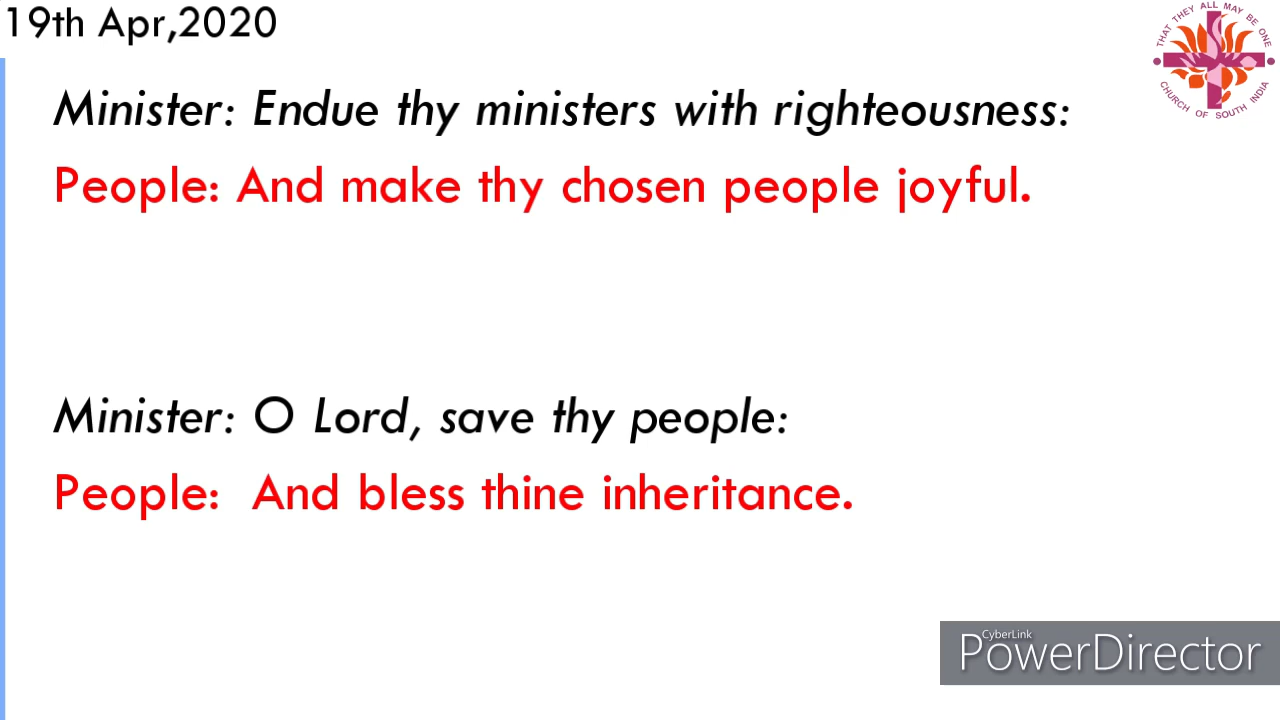 19th Apr,2020
THAT THEY ALL MAY BE ONE
CHURCH OF SOUTH INDIA
Minister: Endue thy ministers with righteousness:
People: And make thy chosen people joyful.
Minister: O Lord, save thy people:
People: And bless thine inheritance.
CyberLink
PowerDirector